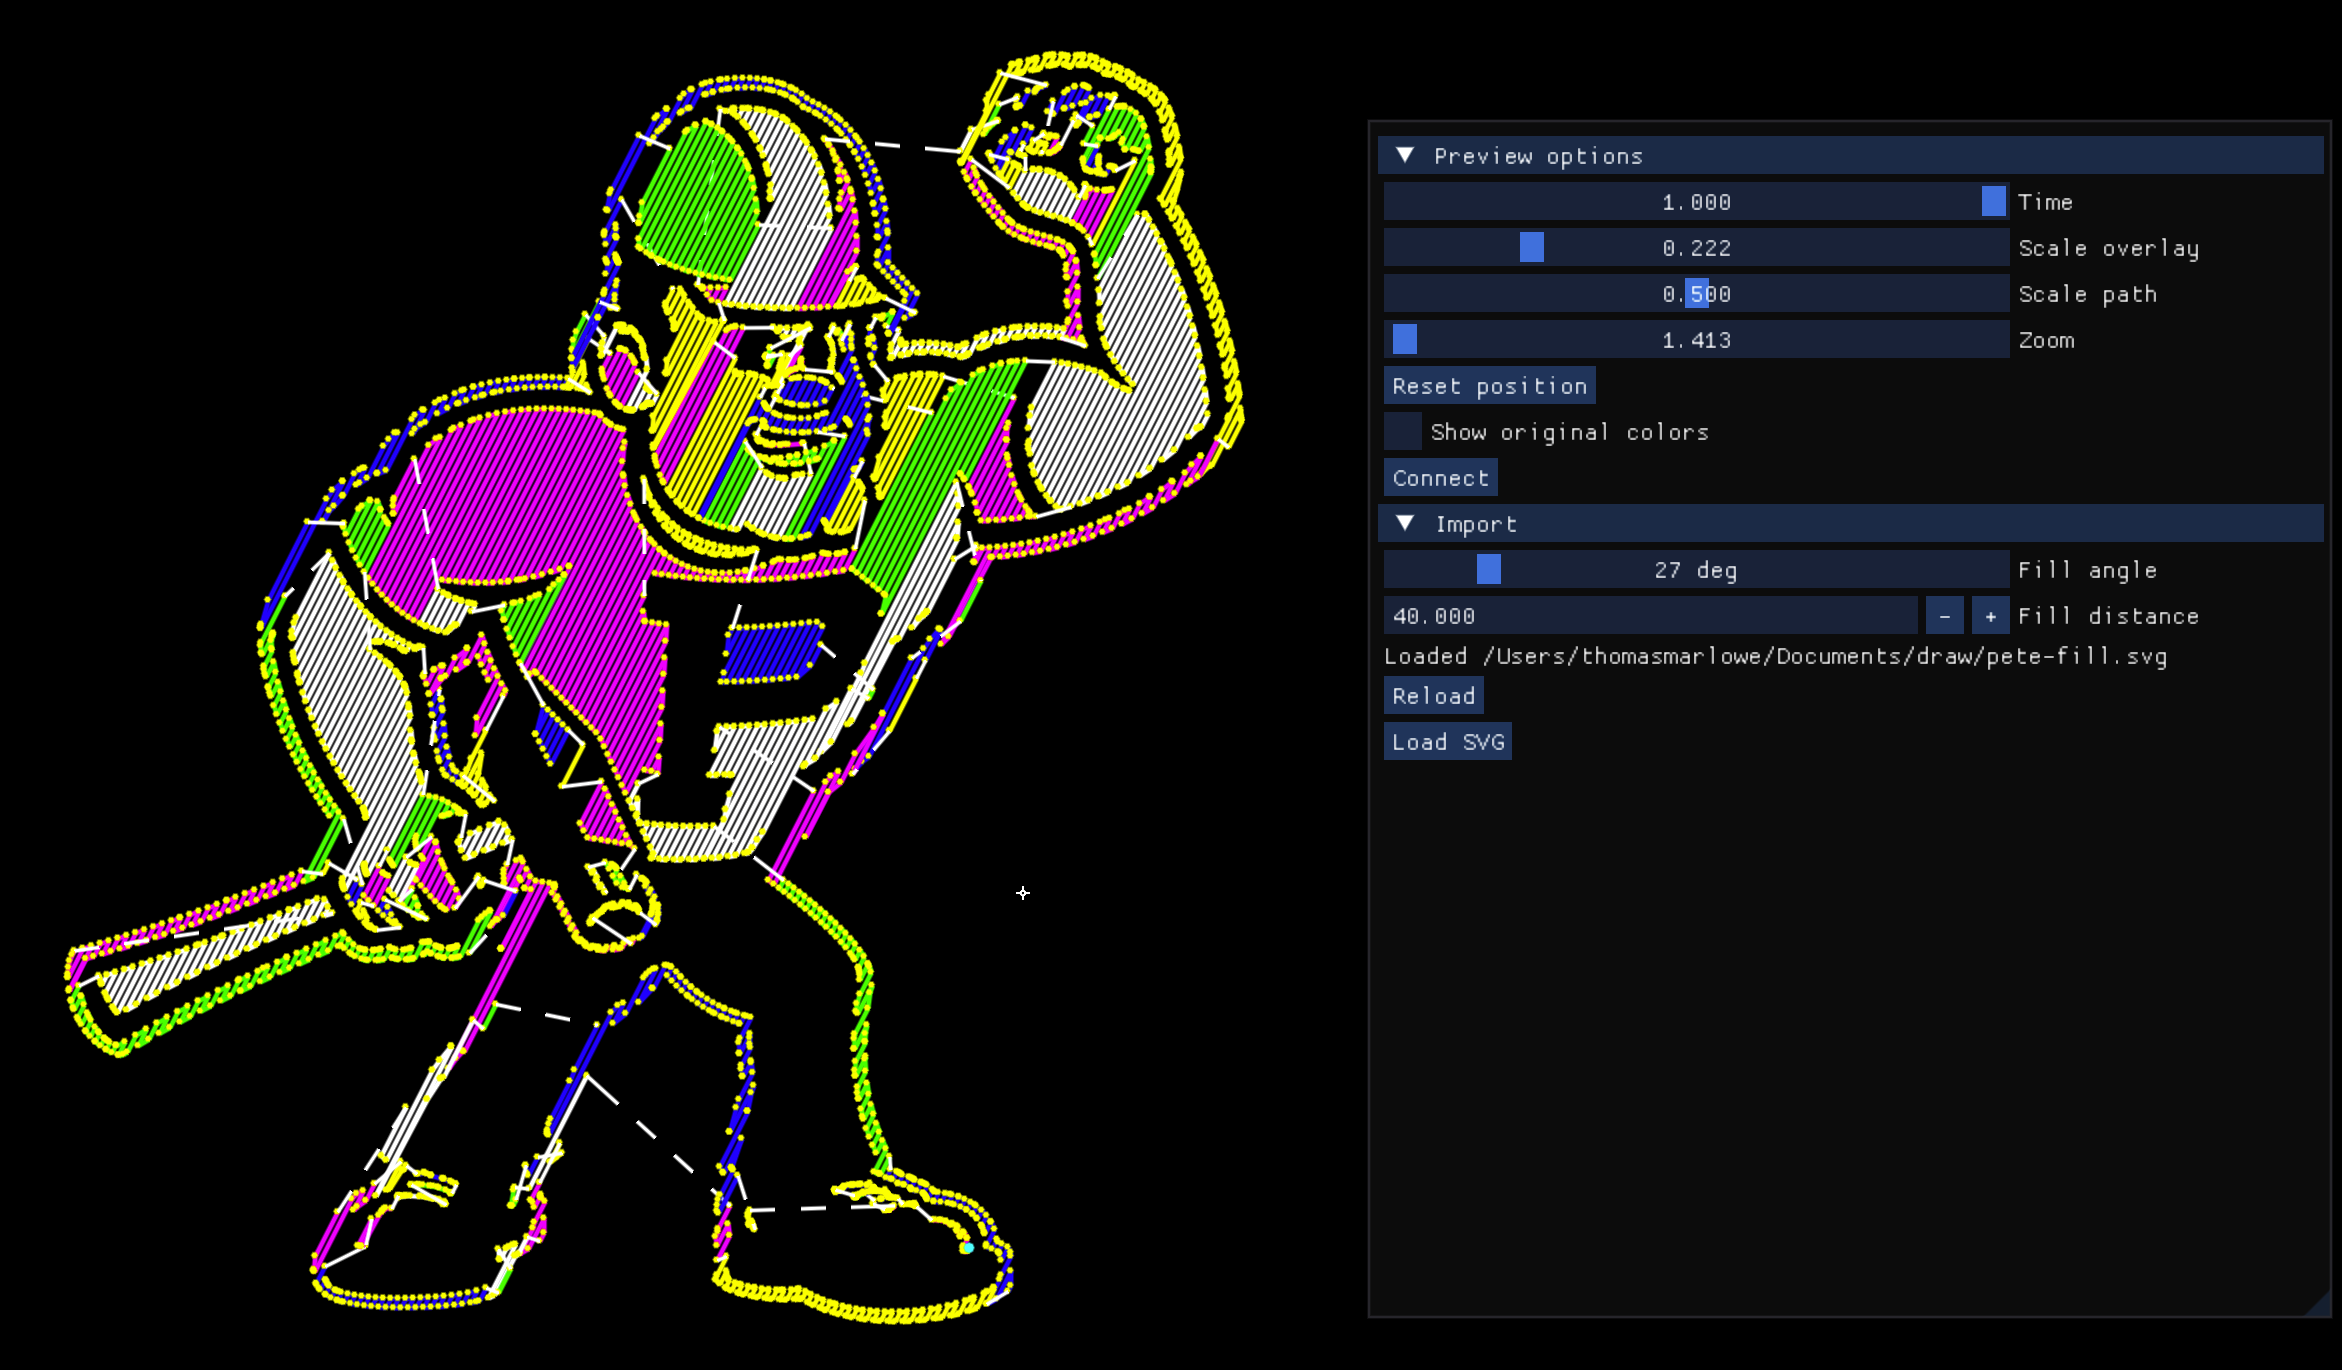 Preview options
1.000 Time
0.222 Scale overlay
0.500 Scale path
1.413 Zoom
Reset position
Show original colors
Connect
Import
27 deg Fill angle
40.000 - + Fill distance
Loaded /Users/thomasmarlowe/Documents/draw/pete-fill.svg
Reload
Load SVG